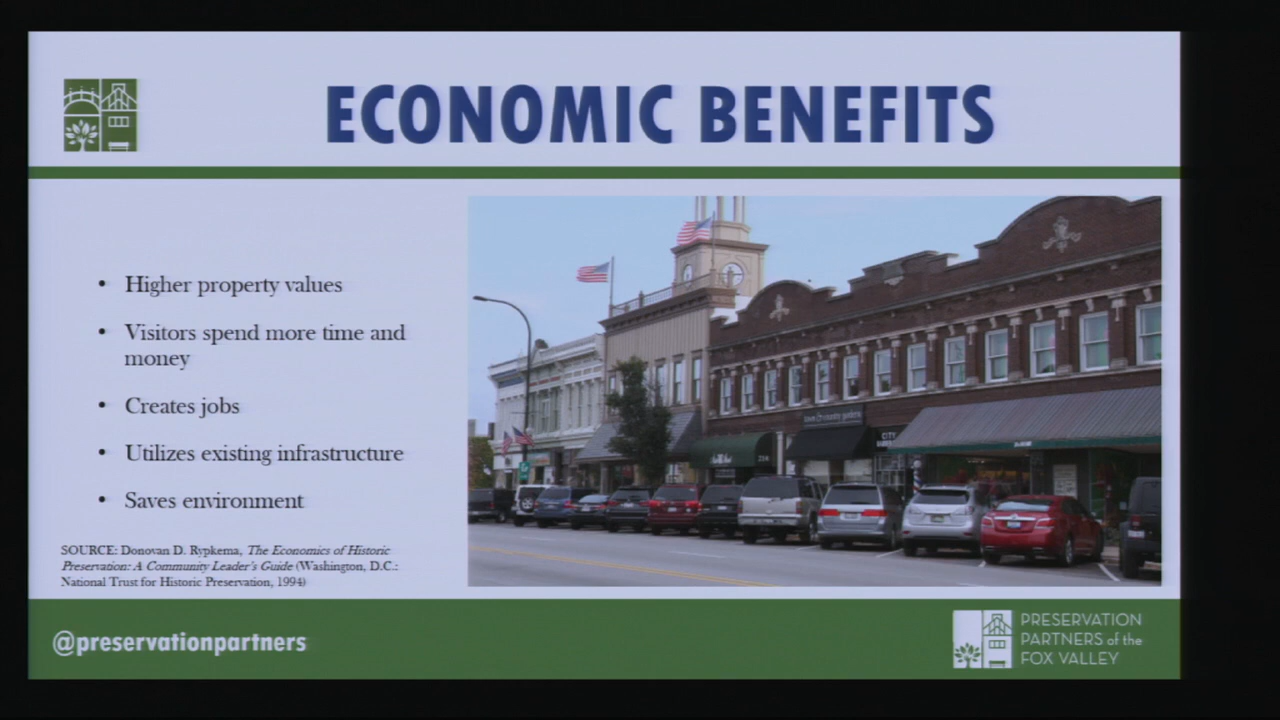 ECONOMIC BENEFITS
• Higher property values
• Visitors spend more time and
money
• Creates jobs
• Utilizes existing infrastructure
• Saves environment
SOURCE: Donovan D. Rypkema, The Economics of Historic
Preservation: A Community Leader's Guide (Washington, D.C.:
National Trust for Historic Preservation, 1994)
CITY
@preservationpartners
PRESERVATION
PARTNERS of the
FOX VALLEY